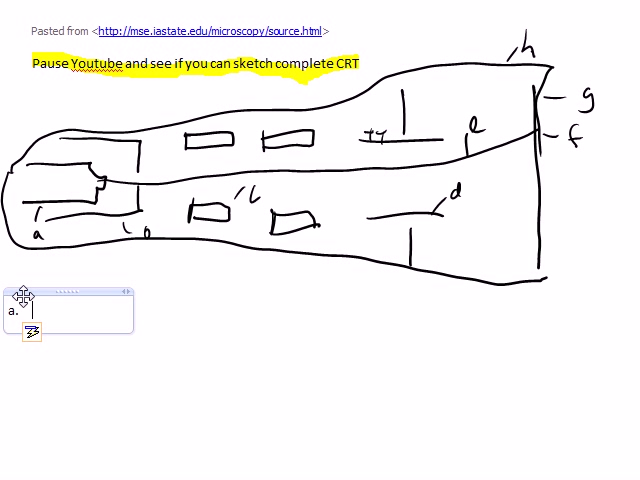 Pasted from <http://mse.iastate.edu/microscopy/source.html>
Pause Youtube and see if you can sketch complete CRT
h
g
e
f
d
a
b
a.